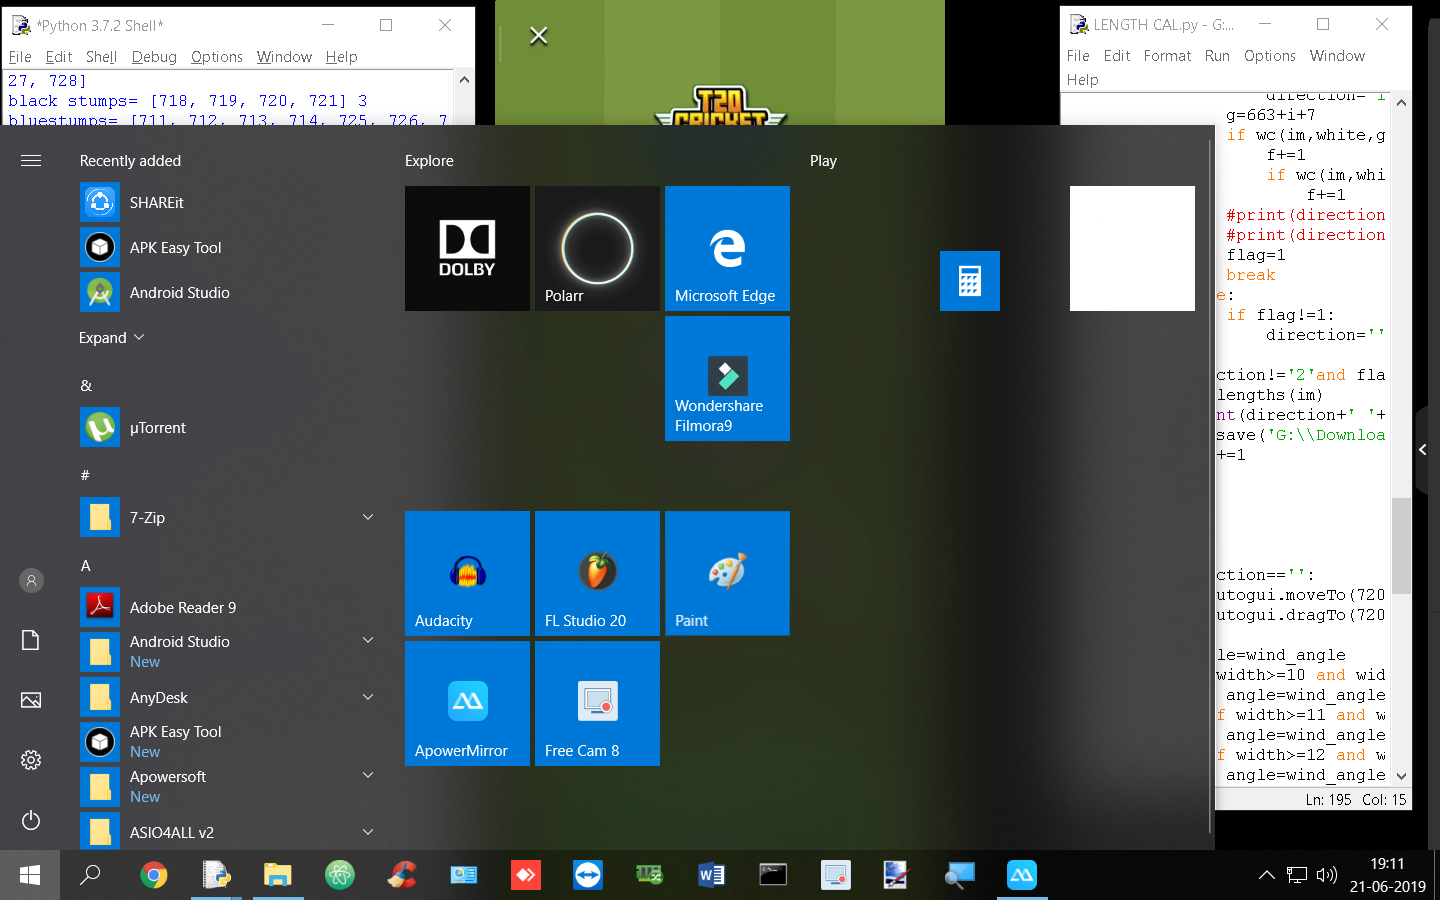 *Python 3.7.2 Shell*
File Edit Shell Debug Options Window Help
27, 728]
black stumps= [718, 719, 720, 721] 3
bluestumps= [711, 712, 713, 714, 725, 726, 7
T20
CRICKET
LENGTH CAL.py - G:...
File Edit Format Run Options Window
Help
direction='i
g=663+i+7
if wc(im,white,g
f+=1
if wc(im,whi
f+=1
#print(direction
#print(direction
flag=1
break
e:
if flag!=1:
direction=''
ction!='2'and fla
lengths(im)
nt(direction+' '+
save('G:\\Downloa
+=1
ction=='':
utogui.moveTo(720
utogui.dragTo(720
le=wind_angle
width>=10 and wid
angle=wind_angle
f width>=11 and w
angle=wind_angle
f width>=12 and w
angle=wind_angle
Ln: 195 Col: 15
Recently added
SHAREit
APK Easy Tool
Android Studio
Expand
&
µTorrent
#
7-Zip
A
Adobe Reader 9
Android Studio
New
AnyDesk
APK Easy Tool
New
Apowersoft
New
ASIO4ALL v2
Explore
DOLBY
Polarr
Microsoft Edge
Wondershare
Filmora9
Audacity
FL Studio 20
Paint
ApowerMirror
Free Cam 8
Play
19:11
21-06-2019